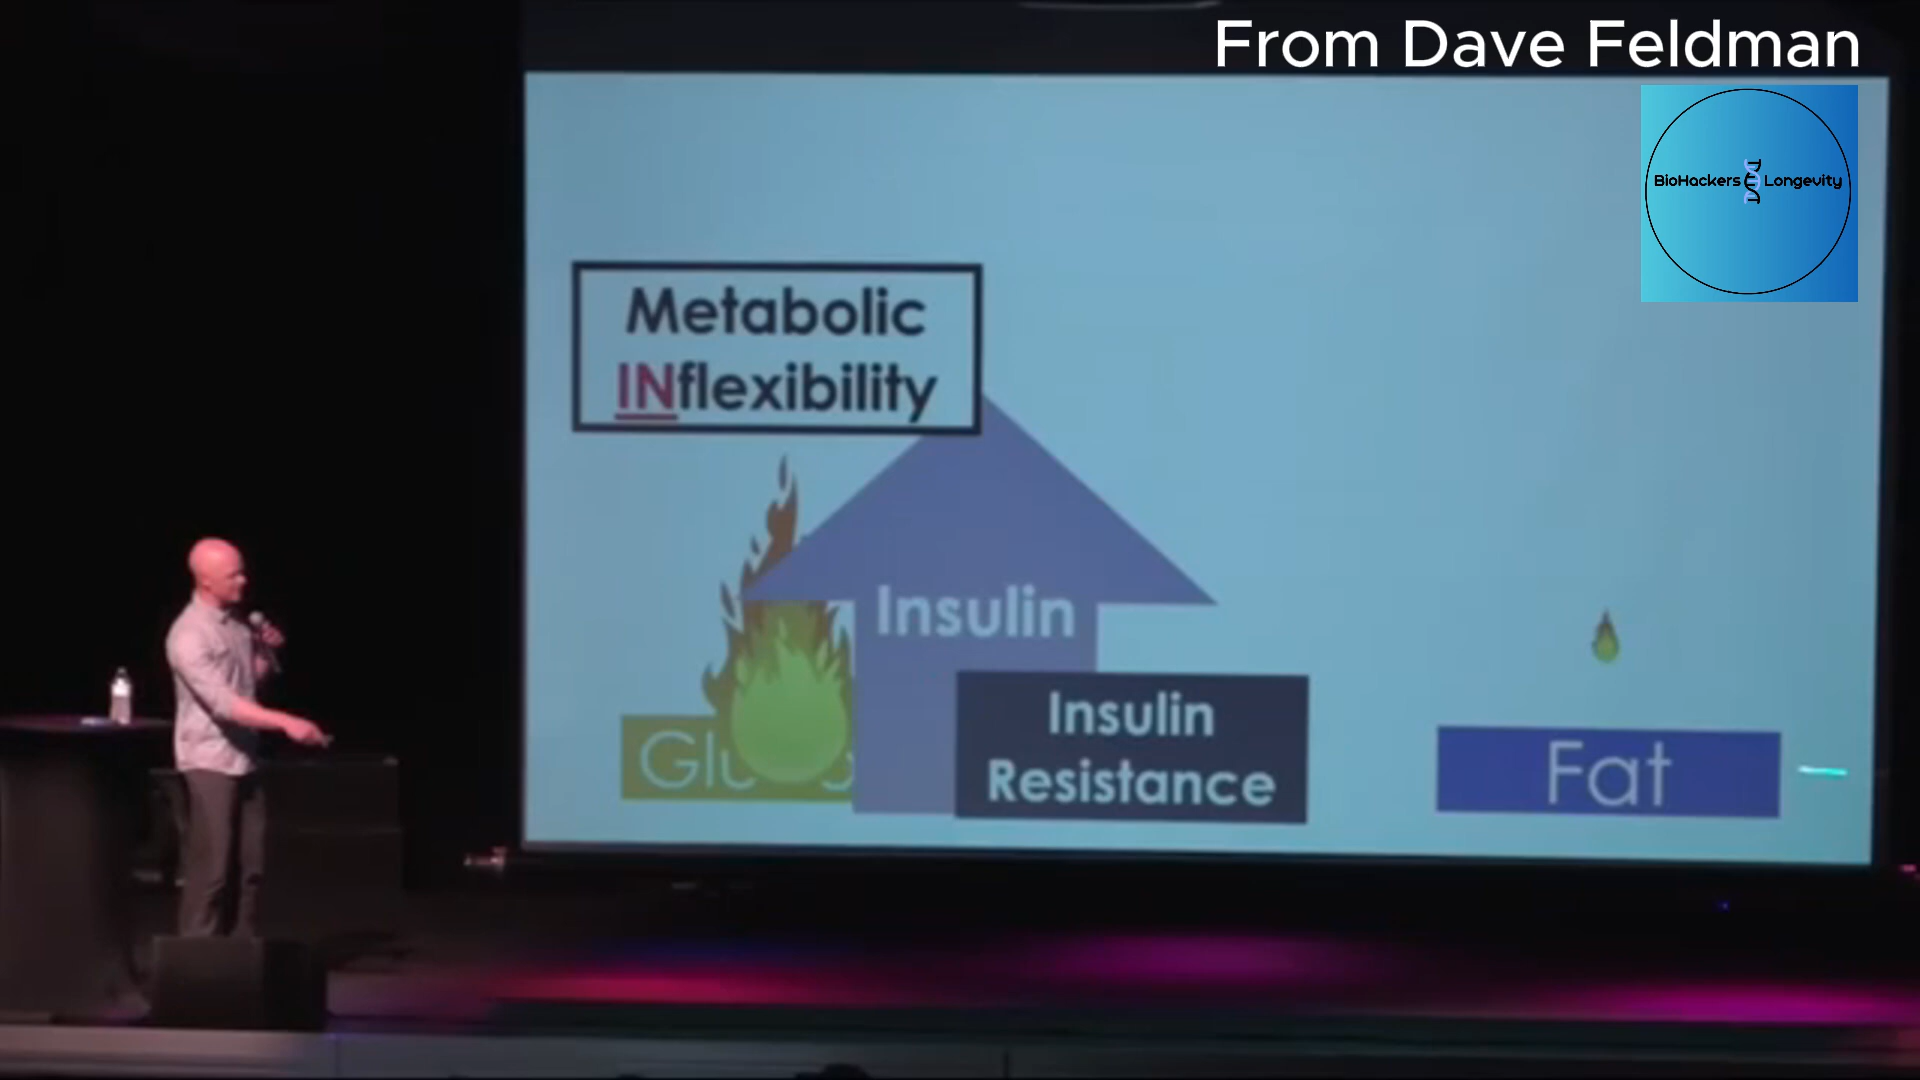 From Dave Feldman
BioHackers Longevity
Metabolic
INflexibility
Insulin
Insulin
Resistance
Fat